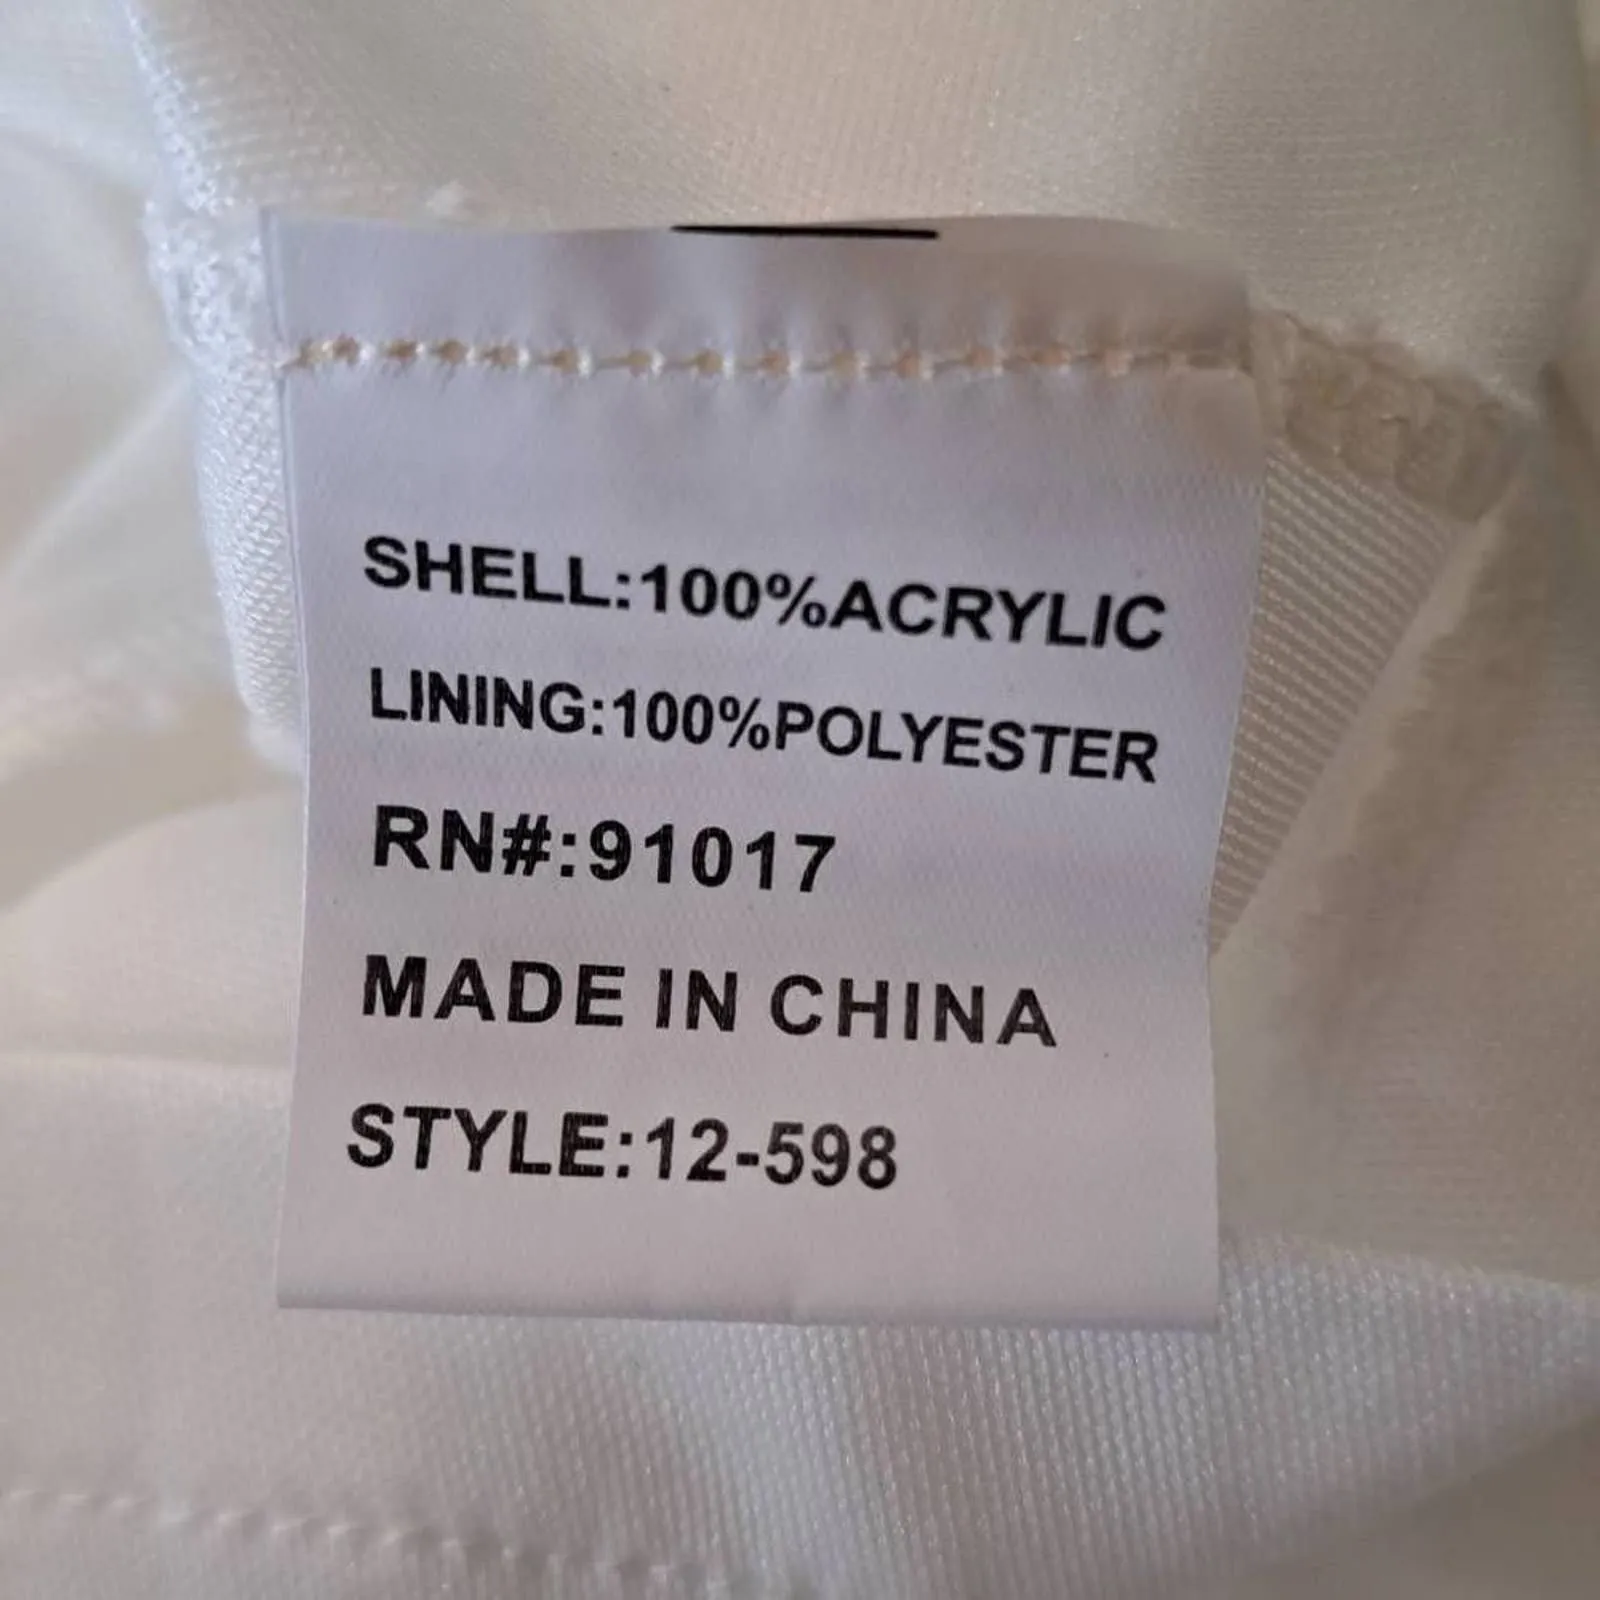 SHELL:100%ACRYLIC
LINING:100%POLYESTER
RN#:91017
MADE IN CHINA
STYLE:12-598